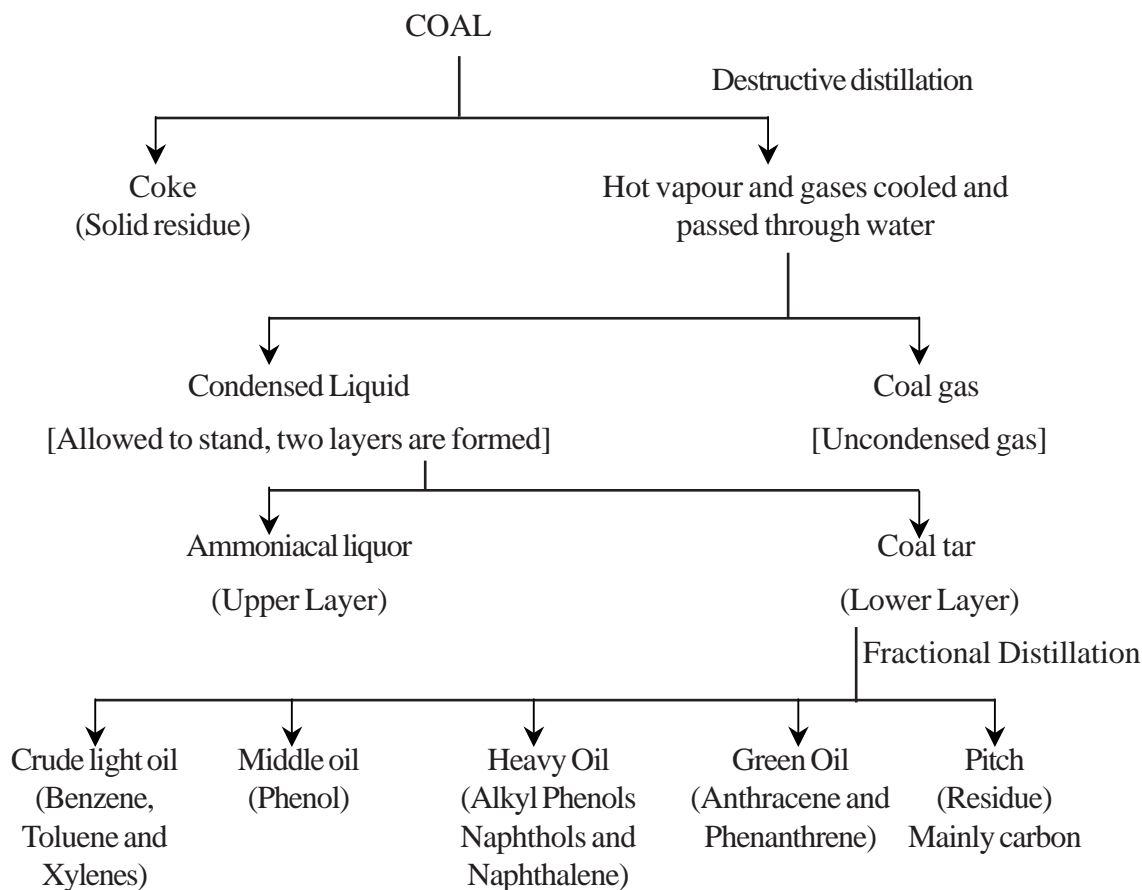 COAL
Destructive distillation
Coke
(Solid residue)
Hot vapour and gases cooled and
passed through water
Condensed Liquid
[Allowed to stand, two layers are formed]
Coal gas
[Uncondensed gas]
Ammoniacal liquor
(Upper Layer)
Coal tar
(Lower Layer)
Fractional Distillation
Crude light oil
(Benzene,
Toluene and
Xylenes)
Middle oil
(Phenol)
Heavy Oil
(Alkyl Phenols
Naphthols and
Naphthalene)
Green Oil
(Anthracene and
Phenanthrene)
Pitch
(Residue)
Mainly carbon